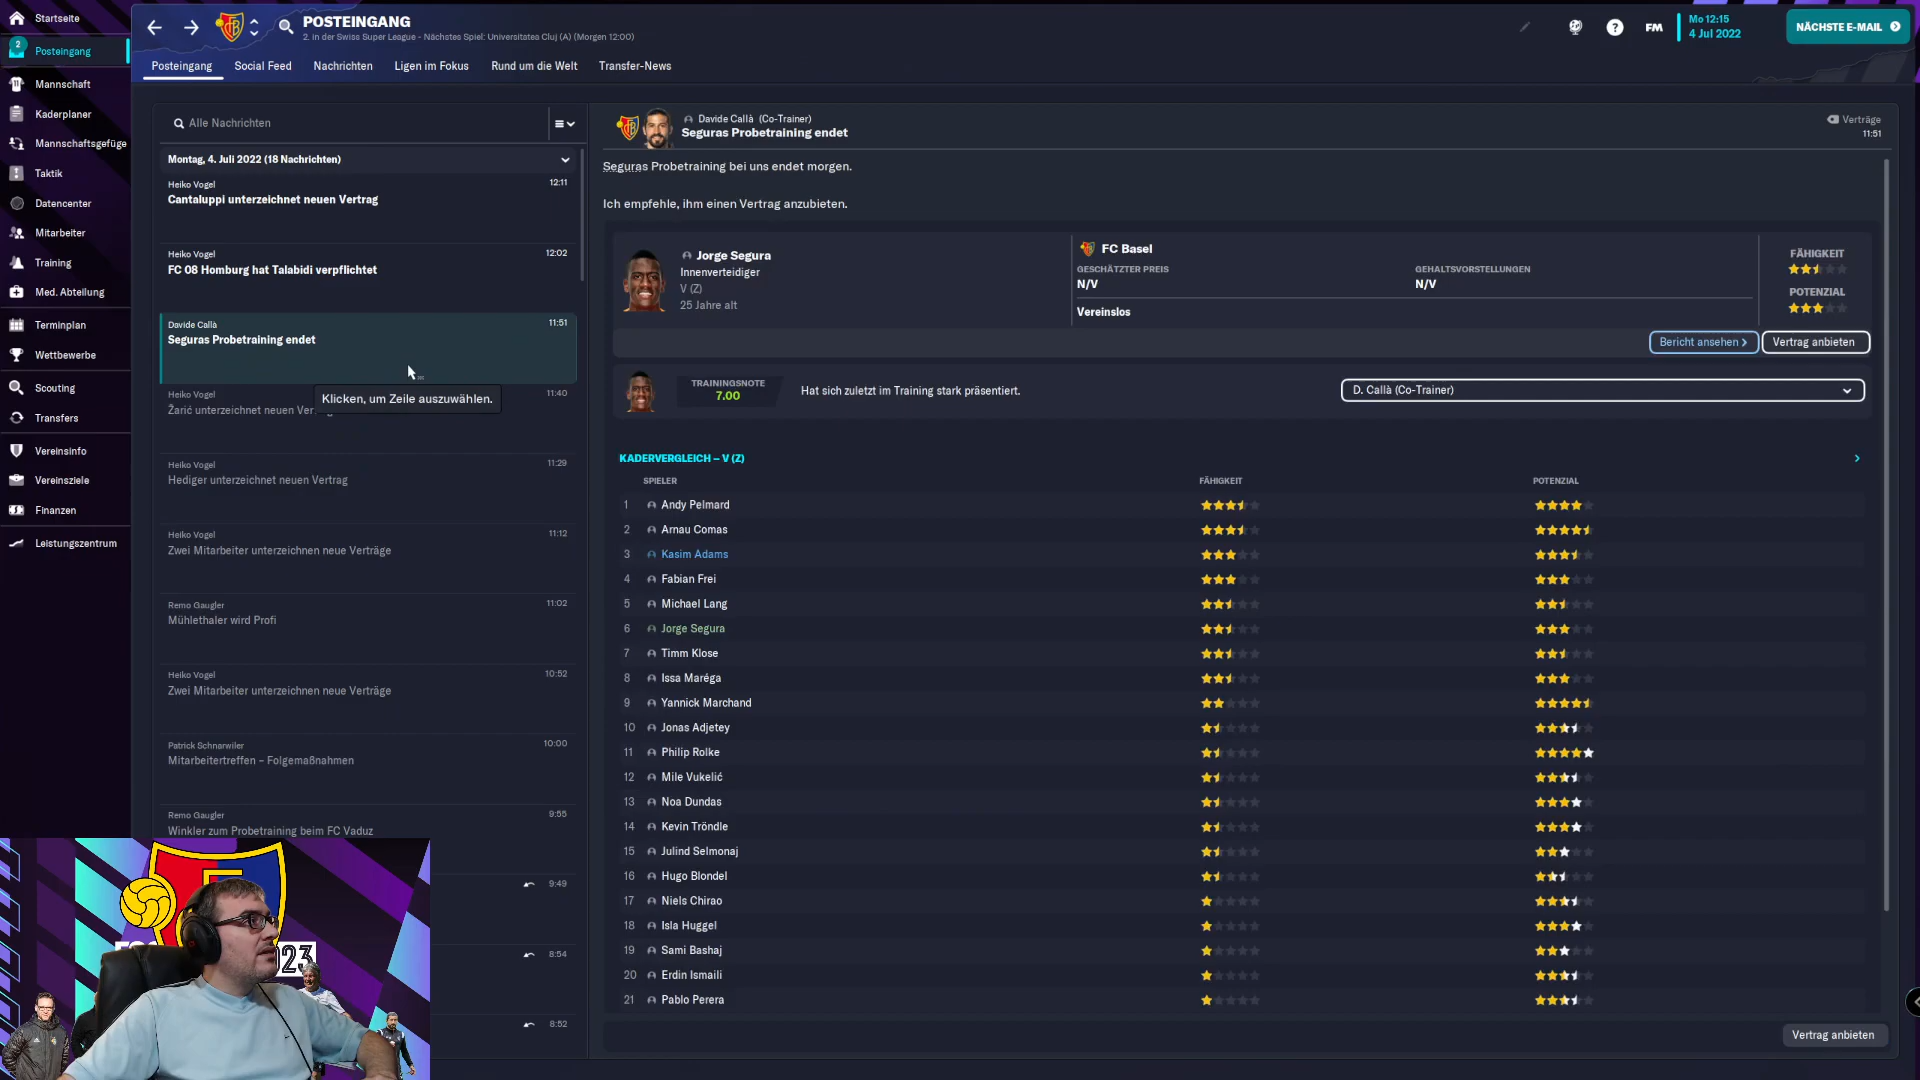 Startseite
2
Posteingang
Mannschaft
Kaderplaner
Mannschaftsgefüge
Taktik
Datencenter
Mitarbeiter
Training
Med. Abteilung
Terminplan
Wettbewerbe
Scouting
Transfers
Vereinsinfo
Vereinsziele
Finanzen
Leistungszentrum
POSTEINGANG
2. in der Swiss Super League - Nächstes Spiel: Universitatea Cluj (A) (Morgen 12:00)
FM
Mo 12:15
4 Jul 2022
NÄCHSTE E-MAIL
Posteingang
Social Feed
Nachrichten
Ligen im Fokus
Rund um die Welt
Transfer-News
Alle Nachrichten
Montag, 4. Juli 2022 (18 Nachrichten)
Heiko Vogel 12:11
Cantaluppi unterzeichnet neuen Vertrag
Heiko Vogel 12:02
FC 08 Homburg hat Talabidi verpflichtet
Davide Callà 11:51
Seguras Probetraining endet
Klicken, um Zeile auszuwählen.
Heiko Vogel 11:40
Žarić unterzeichnet neuen Ver
Heiko Vogel 11:29
Hediger unterzeichnet neuen Vertrag
Heiko Vogel 11:12
Zwei Mitarbeiter unterzeichnen neue Verträge
Remo Gaugler 11:02
Mühlethaler wird Profi
Heiko Vogel 10:52
Zwei Mitarbeiter unterzeichnen neue Verträge
Patrick Schnarwiler 10:00
Mitarbeitertreffen – Folgemaßnahmen
Remo Gaugler 9:55
Winkler zum Probetraining beim FC Vaduz
9:49
8:54
8:52
Davide Callà (Co-Trainer)
Seguras Probetraining endet
Verträge
11:51
Seguras Probetraining bei uns endet morgen.
Ich empfehle, ihm einen Vertrag anzubieten.
Jorge Segura
Innenverteidiger
V (Z)
25 Jahre alt
FC Basel
GESCHÄTZTER PREIS
N/V
GEHALTSVORSTELLUNGEN
N/V
Vereinslos
FÄHIGKEIT
POTENZIAL
Bericht ansehen
Vertrag anbieten
TRAININGSNOTE
7.00
Hat sich zuletzt im Training stark präsentiert.
D. Callà (Co-Trainer)
KADERVERGLEICH – V (Z)
SPIELER FÄHIGKEIT POTENZIAL
1 Andy Pelmard
2 Arnau Comas
3 Kasim Adams
4 Fabian Frei
5 Michael Lang
6 Jorge Segura
7 Timm Klose
8 Issa Maréga
9 Yannick Marchand
10 Jonas Adjetey
11 Philip Rolke
12 Mile Vukelić
13 Noa Dundas
14 Kevin Tröndle
15 Julind Selmonaj
16 Hugo Blondel
17 Niels Chirao
18 Isla Huggel
19 Sami Bashaj
20 Erdin Ismaili
21 Pablo Perera
Vertrag anbieten